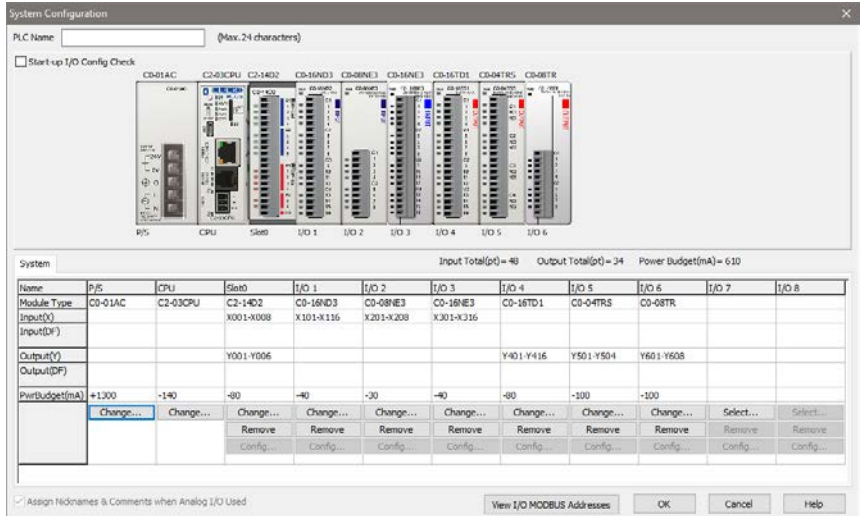 System Configuration
PLC Name (Max. 24 characters)
Start-up I/O Config Check
C0-01AC C2-03CPU C2-14D2 C0-16ND3 C0-08NE3 C0-16NE3 C0-16TD1 C0-04TRS C0-08TR
P/S CPU Slot0 I/O 1 I/O 2 I/O 3 I/O 4 I/O 5 I/O 6
System Input Total(pt)= 48 Output Total(pt)= 34 Power Budget(mA)= 610
Name P/S CPU Slot0 I/O 1 I/O 2 I/O 3 I/O 4 I/O 5 I/O 6 I/O 7 I/O 8
Module Type C0-01AC C2-03CPU C2-14D2 C0-16ND3 C0-08NE3 C0-16NE3 C0-16TD1 C0-04TRS C0-08TR
Input(X) X001-X008 X101-X116 X201-X208 X301-X316
Input(DF)
Output(Y) Y001-Y006 Y401-Y416 Y501-Y504 Y601-Y608
Output(DF)
PwrBudget(mA) +1300 -140 -80 -40 -30 -40 -80 -100 -100
Change... Change... Change... Change... Change... Change... Change... Change... Change... Select... Select...
Remove Remove Remove Remove Remove Remove Remove Remove Remove
Config... Config... Config... Config... Config... Config... Config... Config... Config...
Assign Nicknames & Comments when Analog I/O Used View I/O MODBUS Addresses OK Cancel Help